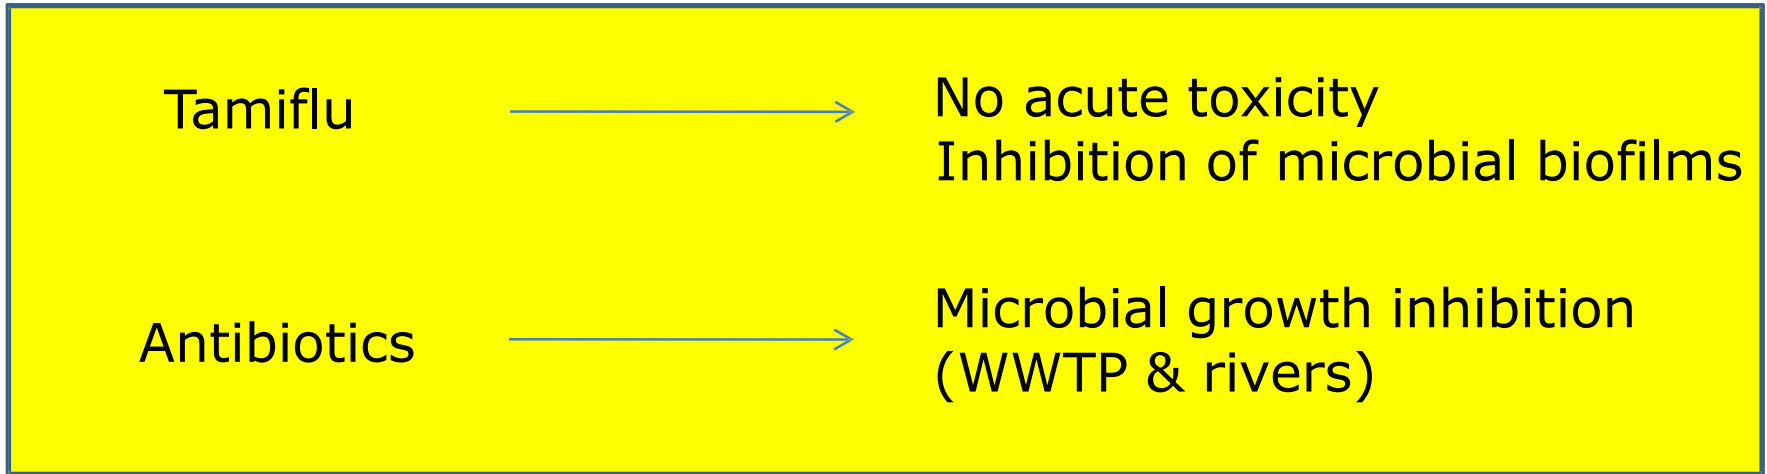 Tamiflu
No acute toxicity
Inhibition of microbial biofilms
Antibiotics
Microbial growth inhibition
(WWTP & rivers)